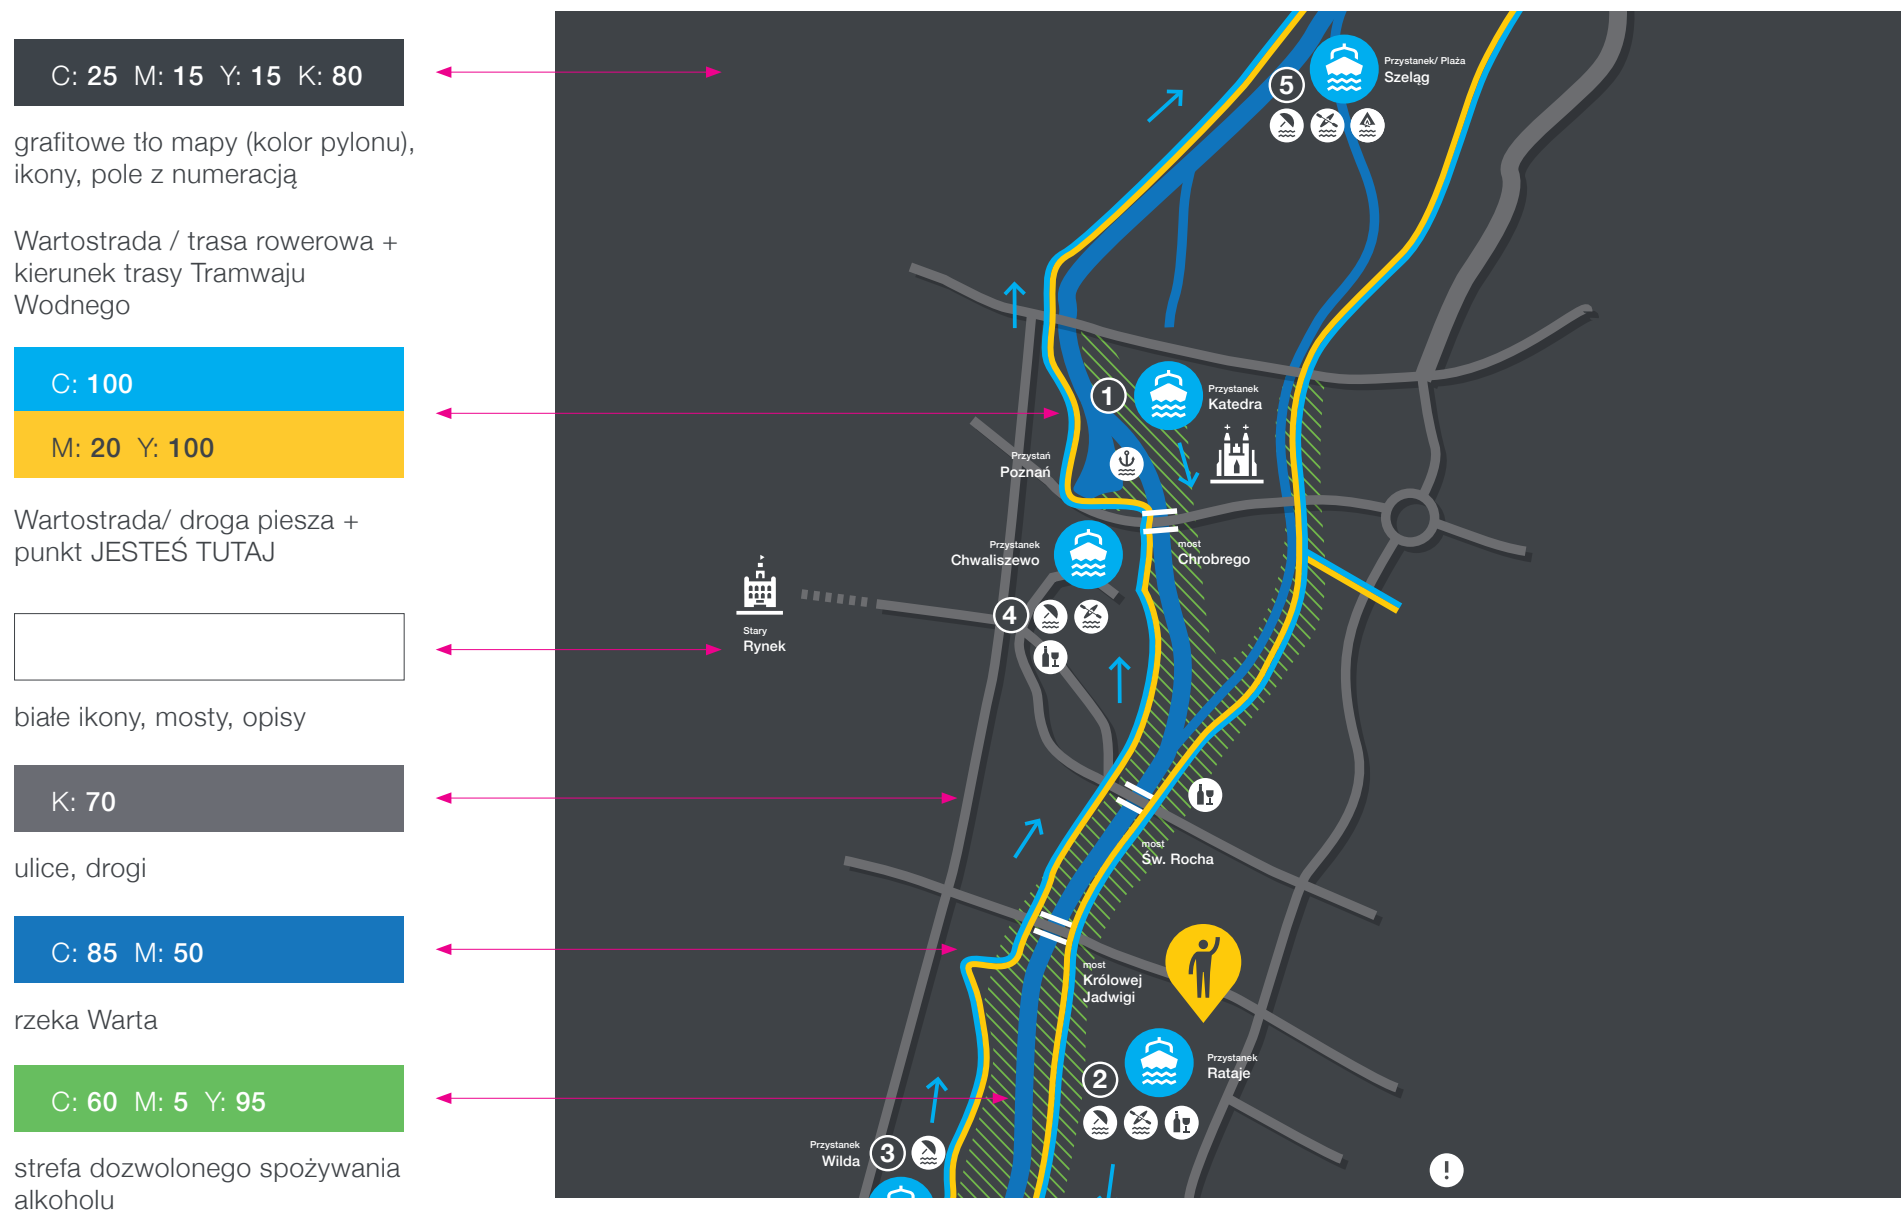 C: 25 M: 15 Y: 15 K: 80
grafitowe tło mapy (kolor pylonu),
ikony, pole z numeracją
Wartostrada / trasa rowerowa +
kierunek trasy Tramwaju
Wodnego
C: 100
M: 20 Y: 100
Wartostrada/ droga piesza +
punkt JESTEŚ TUTAJ
białe ikony, mosty, opisy
K: 70
ulice, drogi
C: 85 M: 50
rzeka Warta
C: 60 M: 5 Y: 95
strefa dozwolonego spożywania
alkoholu
Przystanek/ Plaża
Szeląg
5
1
Przystanek
Katedra
Przystań
Poznań
Przystanek
Chwaliszewo
most
Chrobrego
4
Stary
Rynek
most
Św. Rocha
most
Królowej
Jadwigi
Przystanek
Rataje
2
Przystanek
Wilda
3
!